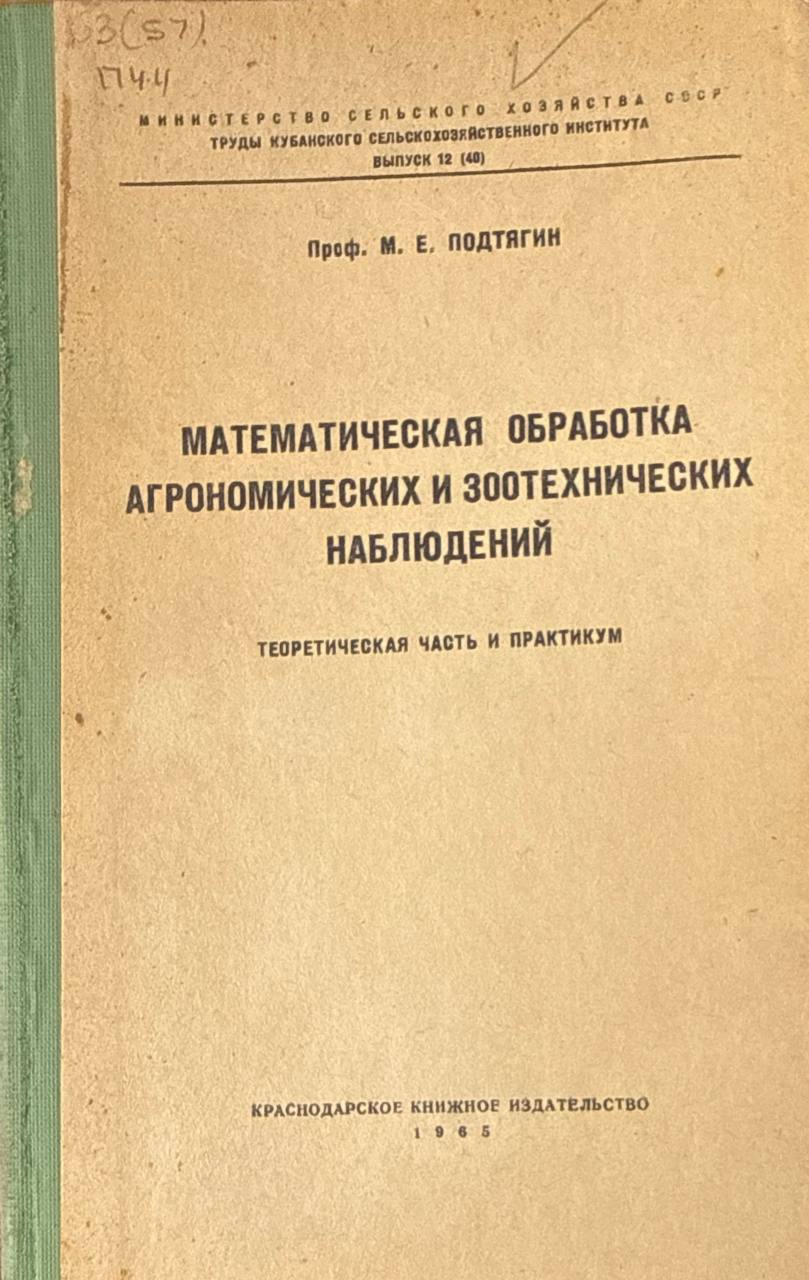 53(57)
П44
МИНИСТЕРСТВО СЕЛЬСКОГО ХОЗЯЙСТВА СССР
ТРУДЫ КУБАНСКОГО СЕЛЬСКОХОЗЯЙСТВЕННОГО ИНСТИТУТА
ВЫПУСК 12 (40)
Проф. М. Е. ПОДТЯГИН
МАТЕМАТИЧЕСКАЯ ОБРАБОТКА
АГРОНОМИЧЕСКИХ И ЗООТЕХНИЧЕСКИХ
НАБЛЮДЕНИЙ
ТЕОРЕТИЧЕСКАЯ ЧАСТЬ И ПРАКТИКУМ
КРАСНОДАРСКОЕ КНИЖНОЕ ИЗДАТЕЛЬСТВО
1965